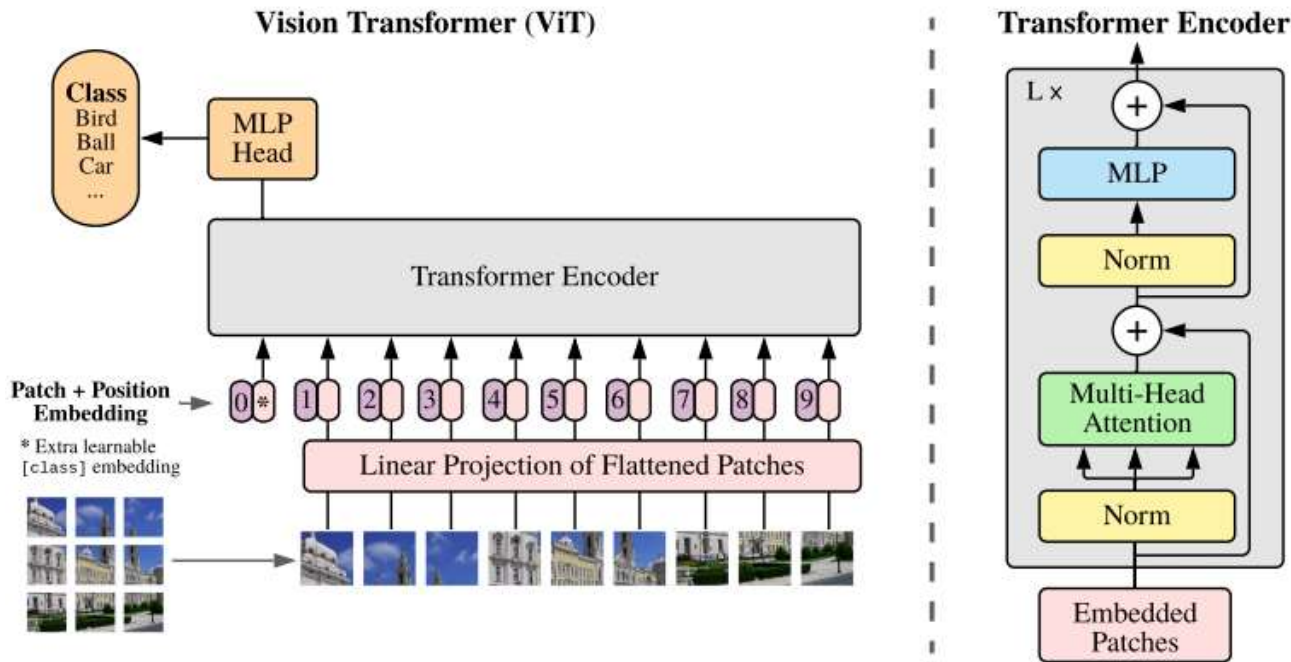 Vision Transformer (ViT)
Class
Bird
Ball
Car
...
MLP
Head
Transformer Encoder
Patch + Position
Embedding
* Extra learnable
[class] embedding
0 * 1 2 3 4 5 6 7 8 9
Linear Projection of Flattened Patches
Transformer Encoder
L ×
+
MLP
Norm
+
Multi-Head
Attention
Norm
Embedded
Patches